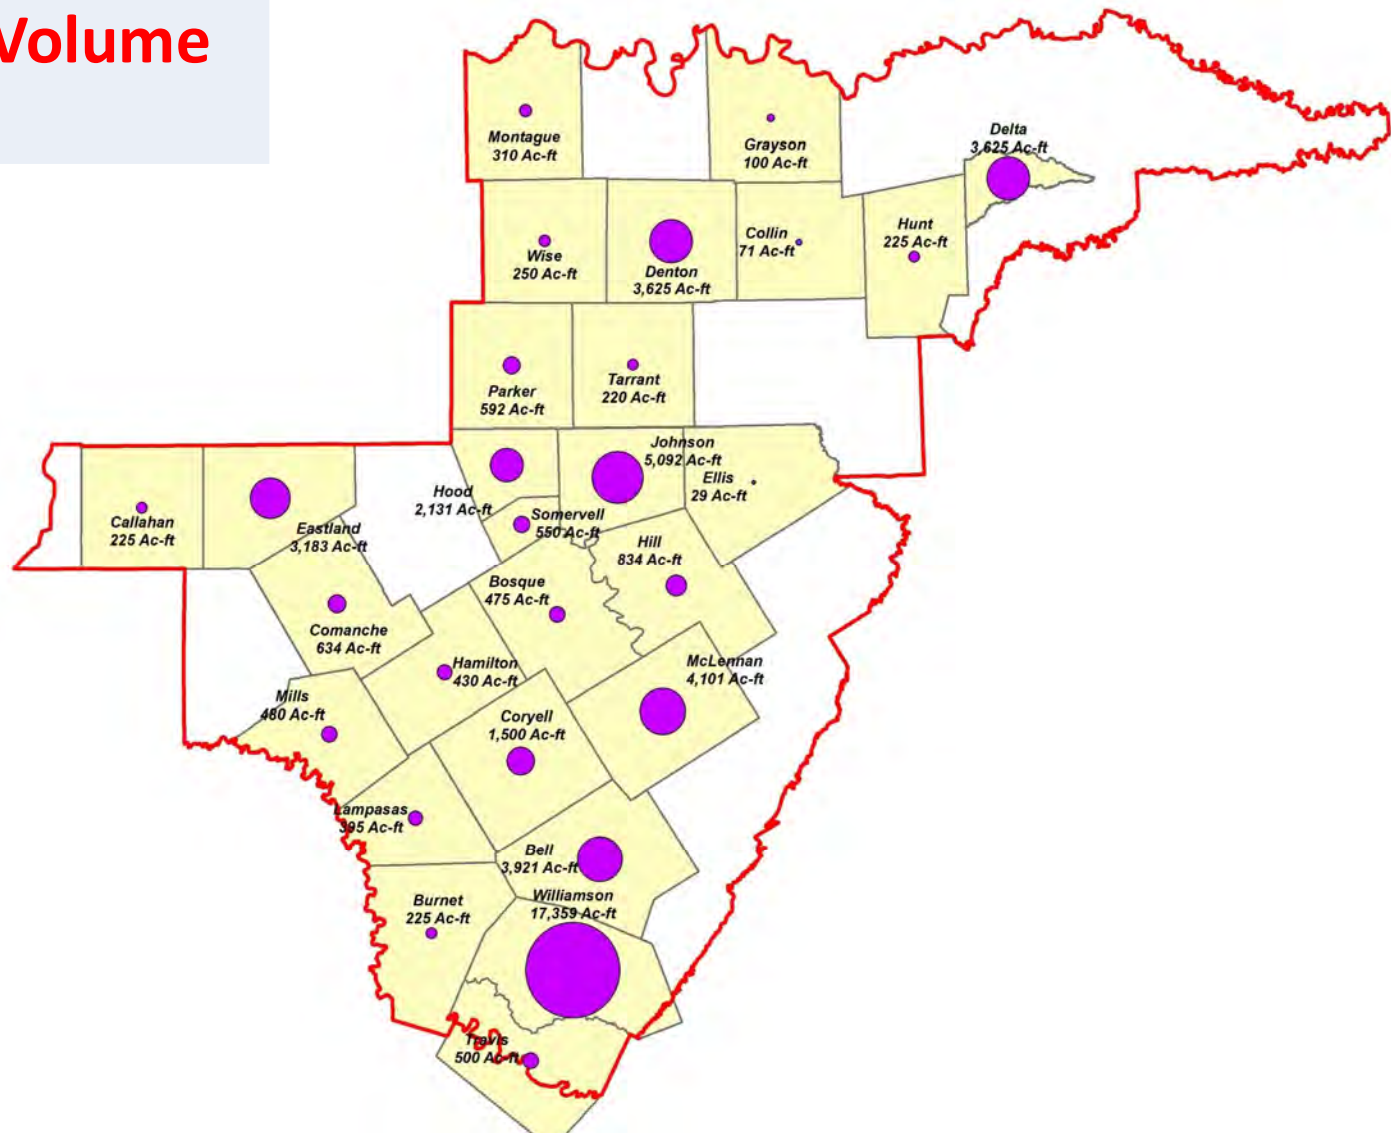 Volume
Montague
310 Ac-ft
Grayson
100 Ac-ft
Delta
3,625 Ac-ft
Wise
250 Ac-ft
Denton
3,625 Ac-ft
Collin
71 Ac-ft
Hunt
225 Ac-ft
Parker
592 Ac-ft
Tarrant
220 Ac-ft
Johnson
5,092 Ac-ft
Ellis
29 Ac-ft
Hood
2,131 Ac-ft
Somervell
550 Ac-ft
Callahan
225 Ac-ft
Eastland
3,183 Ac-ft
Hill
834 Ac-ft
Bosque
475 Ac-ft
Comanche
634 Ac-ft
Hamilton
430 Ac-ft
McLennan
4,101 Ac-ft
Mills
480 Ac-ft
Coryell
1,500 Ac-ft
Lampasas
395 Ac-ft
Bell
3,921 Ac-ft
Burnet
225 Ac-ft
Williamson
17,359 Ac-ft
Travis
500 Ac-ft